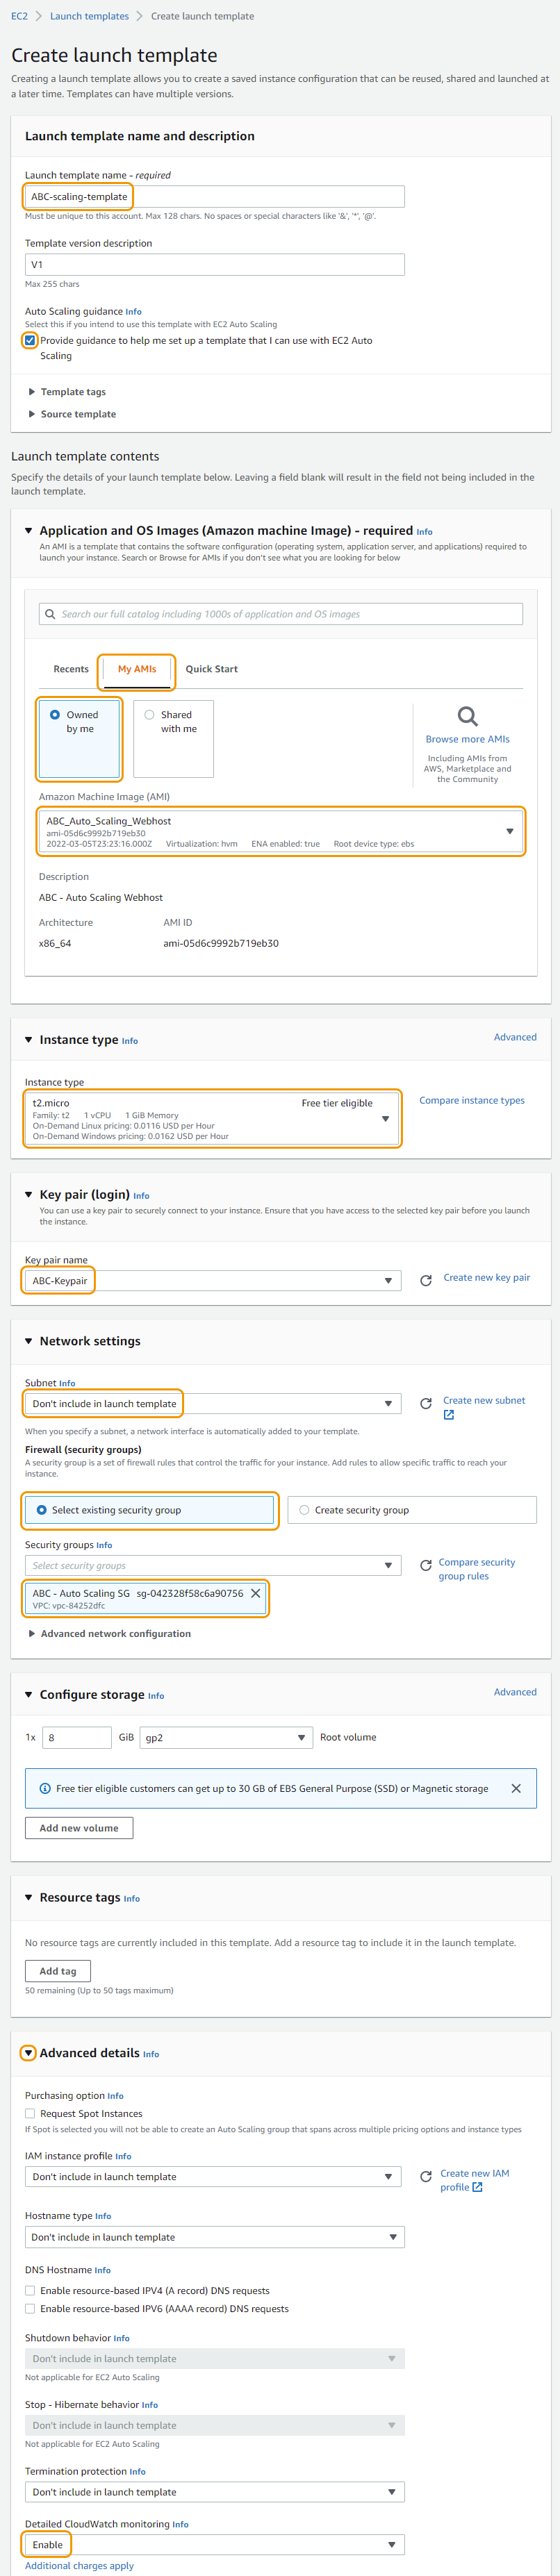 EC2 > Launch templates > Create launch template
Create launch template
Creating a launch template allows you to create a saved instance configuration that can be reused, shared and launched at
a later time. Templates can have multiple versions.
Launch template name and description
Launch template name - required
ABC-scaling-template
Must be unique to this account. Max 128 chars. No spaces or special characters like '&', '*', '@'.
Template version description
V1
Max 255 chars
Auto Scaling guidance Info
Select this if you intend to use this template with EC2 Auto Scaling
Provide guidance to help me set up a template that I can use with EC2 Auto
Scaling
Template tags
Source template
Launch template contents
Specify the details of your launch template below. Leaving a field blank will result in the field not being included in the
launch template.
Application and OS Images (Amazon machine Image) - required Info
An AMI is a template that contains the software configuration (operating system, application server, and applications) required to
launch your instance. Search or Browse for AMIs if you don't see what you are looking for below
Search our full catalog including 1000s of application and OS images
Recents My AMIs Quick Start
Owned
by me
Shared
with me
Browse more AMIs
Including AMIs from
AWS, Marketplace and
the Community
Amazon Machine Image (AMI)
ABC_Auto_Scaling_Webhost
ami-05d6c9992b719eb30
2022-03-05T23:23:16.000Z Virtualization: hvm ENA enabled: true Root device type: ebs
Description
ABC - Auto Scaling Webhost
Architecture AMI ID
x86_64 ami-05d6c9992b719eb30
Instance type Info Advanced
Instance type
t2.micro Free tier eligible
Family: t2 1 vCPU 1 GiB Memory
On-Demand Linux pricing: 0.0116 USD per Hour
On-Demand Windows pricing: 0.0162 USD per Hour
Compare instance types
Key pair (login) Info
You can use a key pair to securely connect to your instance. Ensure that you have access to the selected key pair before you launch
the instance.
Key pair name
ABC-Keypair
Create new key pair
Network settings
Subnet Info
Don't include in launch template
Create new subnet
When you specify a subnet, a network interface is automatically added to your template.
Firewall (security groups)
A security group is a set of firewall rules that control the traffic for your instance. Add rules to allow specific traffic to reach your
instance.
Select existing security group Create security group
Security groups Info
Select security groups
Compare security
group rules
ABC - Auto Scaling SG sg-042328f58c6a90756
VPC: vpc-84252dfc
Advanced network configuration
Configure storage Info Advanced
1x 8 GiB gp2 Root volume
Free tier eligible customers can get up to 30 GB of EBS General Purpose (SSD) or Magnetic storage
Add new volume
Resource tags Info
No resource tags are currently included in this template. Add a resource tag to include it in the launch template.
Add tag
50 remaining (Up to 50 tags maximum)
Advanced details Info
Purchasing option Info
Request Spot Instances
If Spot is selected you will not be able to create an Auto Scaling group that spans across multiple pricing options and instance types
IAM instance profile Info
Don't include in launch template
Create new IAM
profile
Hostname type Info
Don't include in launch template
DNS Hostname Info
Enable resource-based IPV4 (A record) DNS requests
Enable resource-based IPV6 (AAAA record) DNS requests
Shutdown behavior Info
Don't include in launch template
Not applicable for EC2 Auto Scaling
Stop - Hibernate behavior Info
Don't include in launch template
Not applicable for EC2 Auto Scaling
Termination protection Info
Don't include in launch template
Detailed CloudWatch monitoring Info
Enable
Additional charges apply